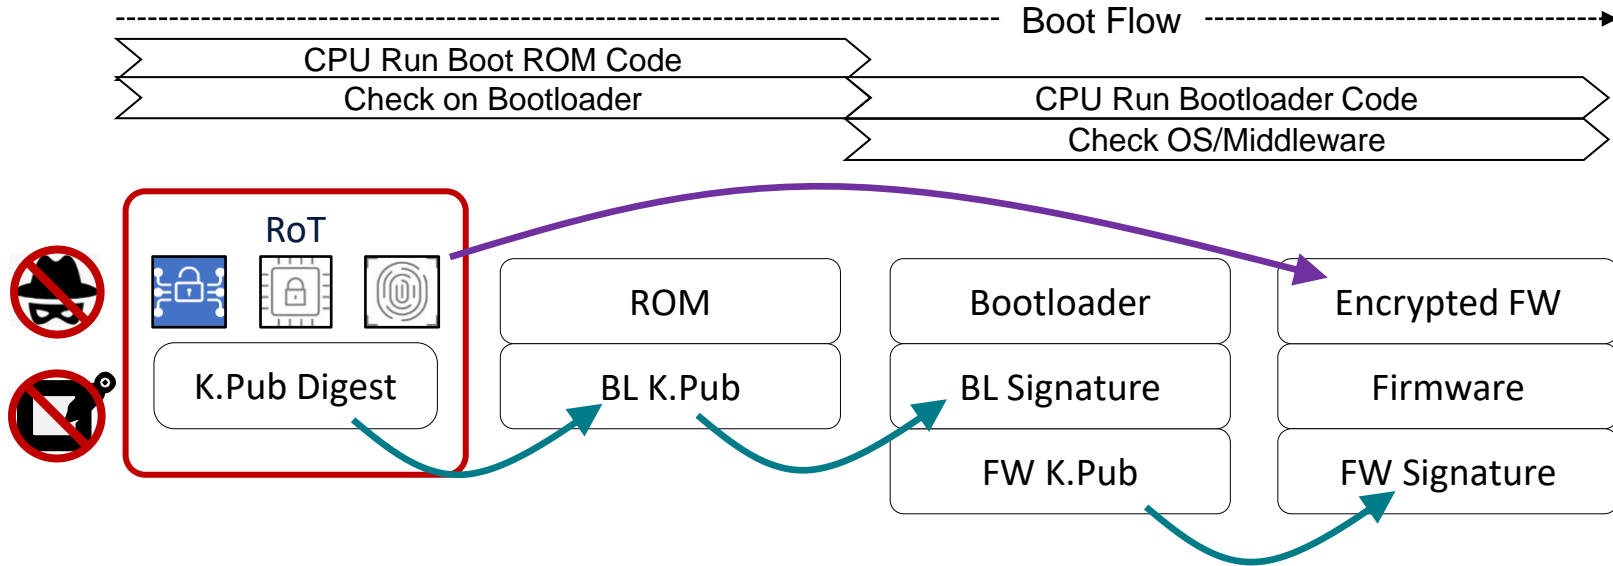 Boot Flow
CPU Run Boot ROM Code
Check on Bootloader
CPU Run Bootloader Code
Check OS/Middleware
RoT
K.Pub Digest
ROM
BL K.Pub
Bootloader
BL Signature
FW K.Pub
Encrypted FW
Firmware
FW Signature